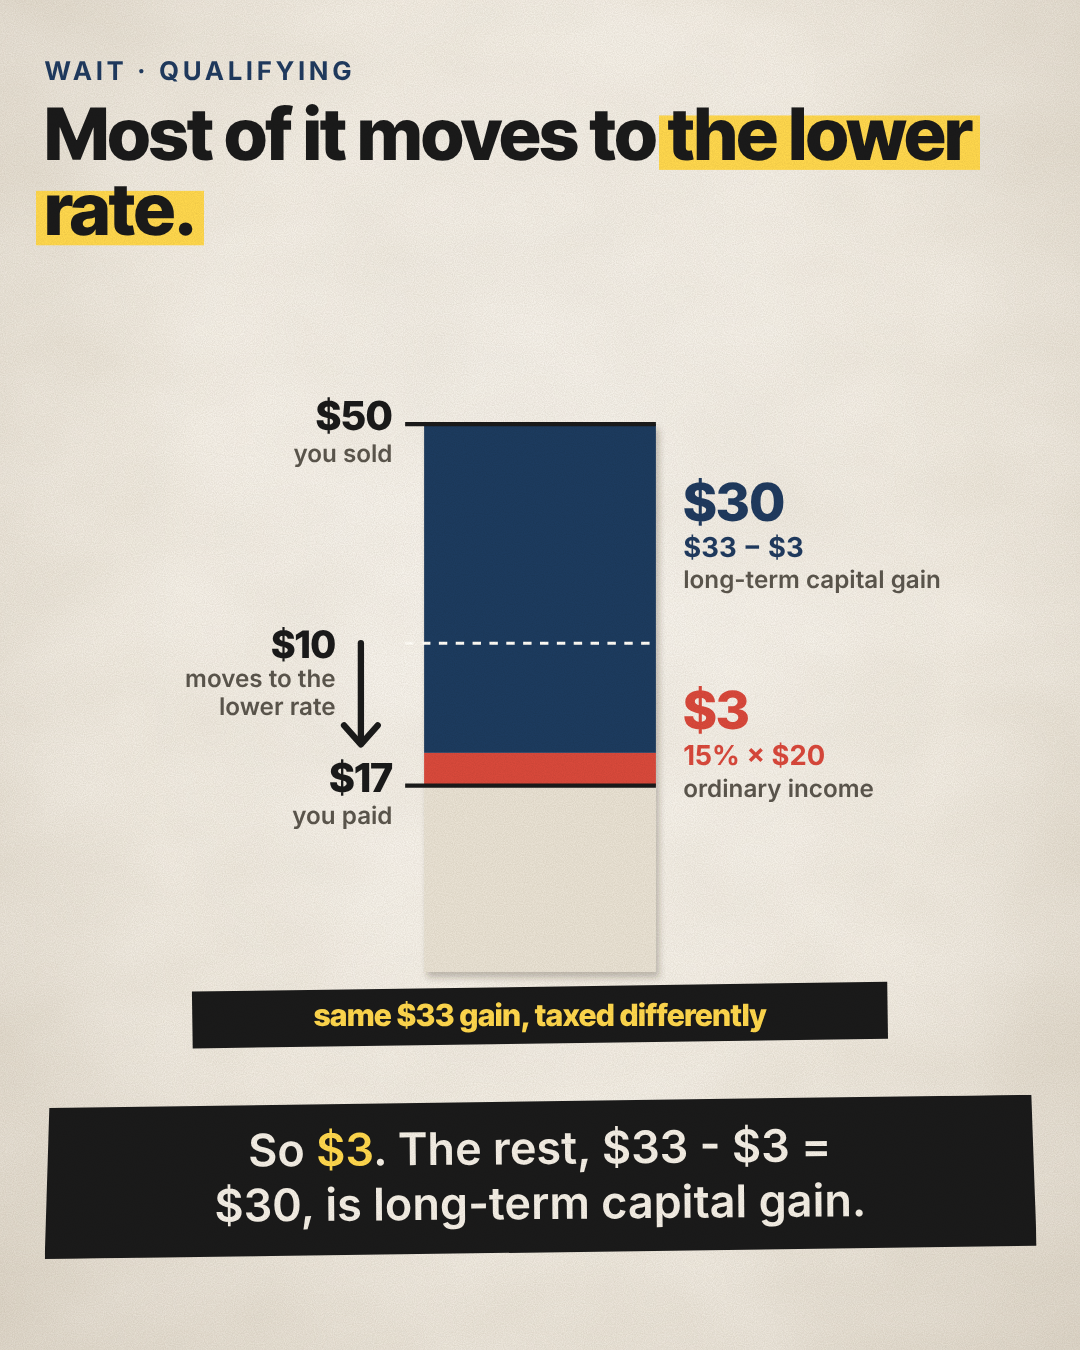 WAIT · QUALIFYING
Most of it moves to the lower
rate.
$50
you sold
$30
$33 − $3
long-term capital gain
$10
moves to the
lower rate
$3
15% × $20
ordinary income
$17
you paid
same $33 gain, taxed differently
So $3. The rest, $33 - $3 =
$30, is long-term capital gain.